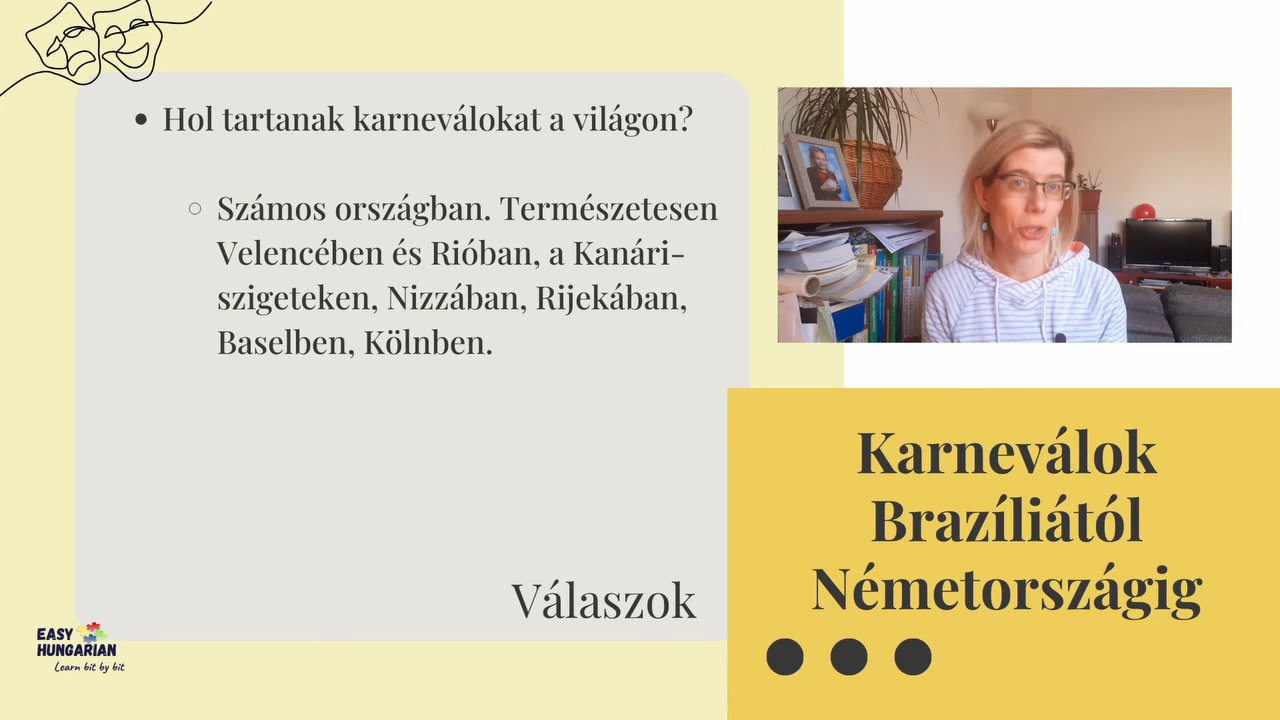 Hol tartanak karneválokat a világon?
Számos országban. Természetesen
Velencében és Rióban, a Kanári-
szigeteken, Nizzában, Rijekában,
Baselben, Kölnben.
Válaszok
Karneválok
Brazíliától
Németországig
EASY
HUNGARIAN
Learn bit by bit